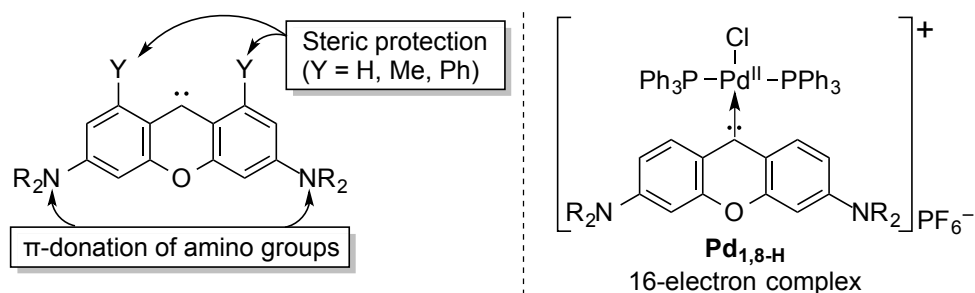 Steric protection
(Y = H, Me, Ph)
Y
Y
··
R₂N
O
NR₂
π-donation of amino groups
Cl
Ph₃P
Pdᴵᴵ
PPh₃
··
R₂N
O
NR₂
+
PF₆⁻
Pd₁,₈₋H
16-electron complex